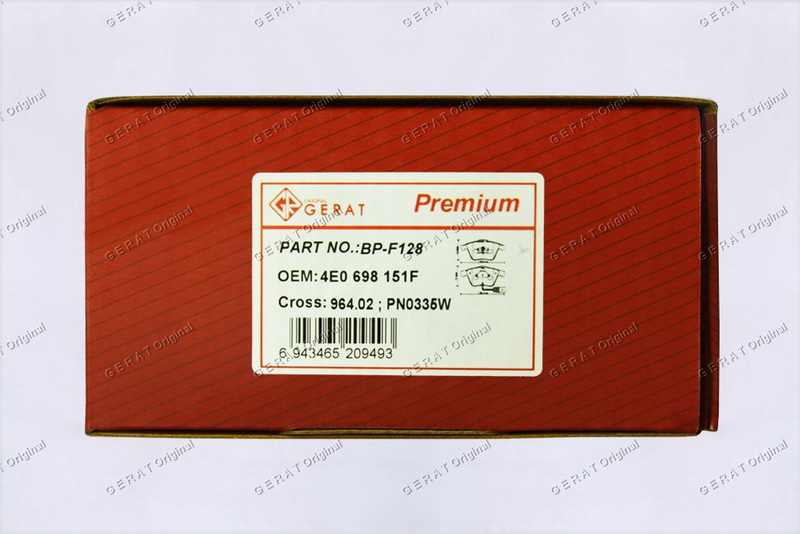 ORIGINAL
GERAT
Premium
PART NO.:BP-F128
OEM:4E0 698 151F
Cross: 964.02 ; PN0335W
6 943465 209493
GERAT Original